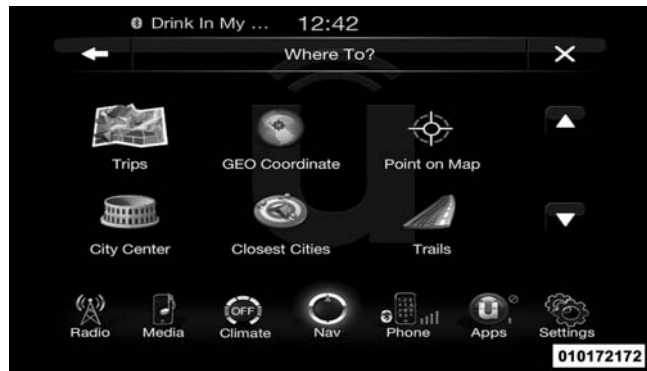 Drink In My ... 12:42
Where To?
Trips GEO Coordinate Point on Map
City Center Closest Cities Trails
OFF
Radio Media Climate Nav Phone Apps Settings
010172172